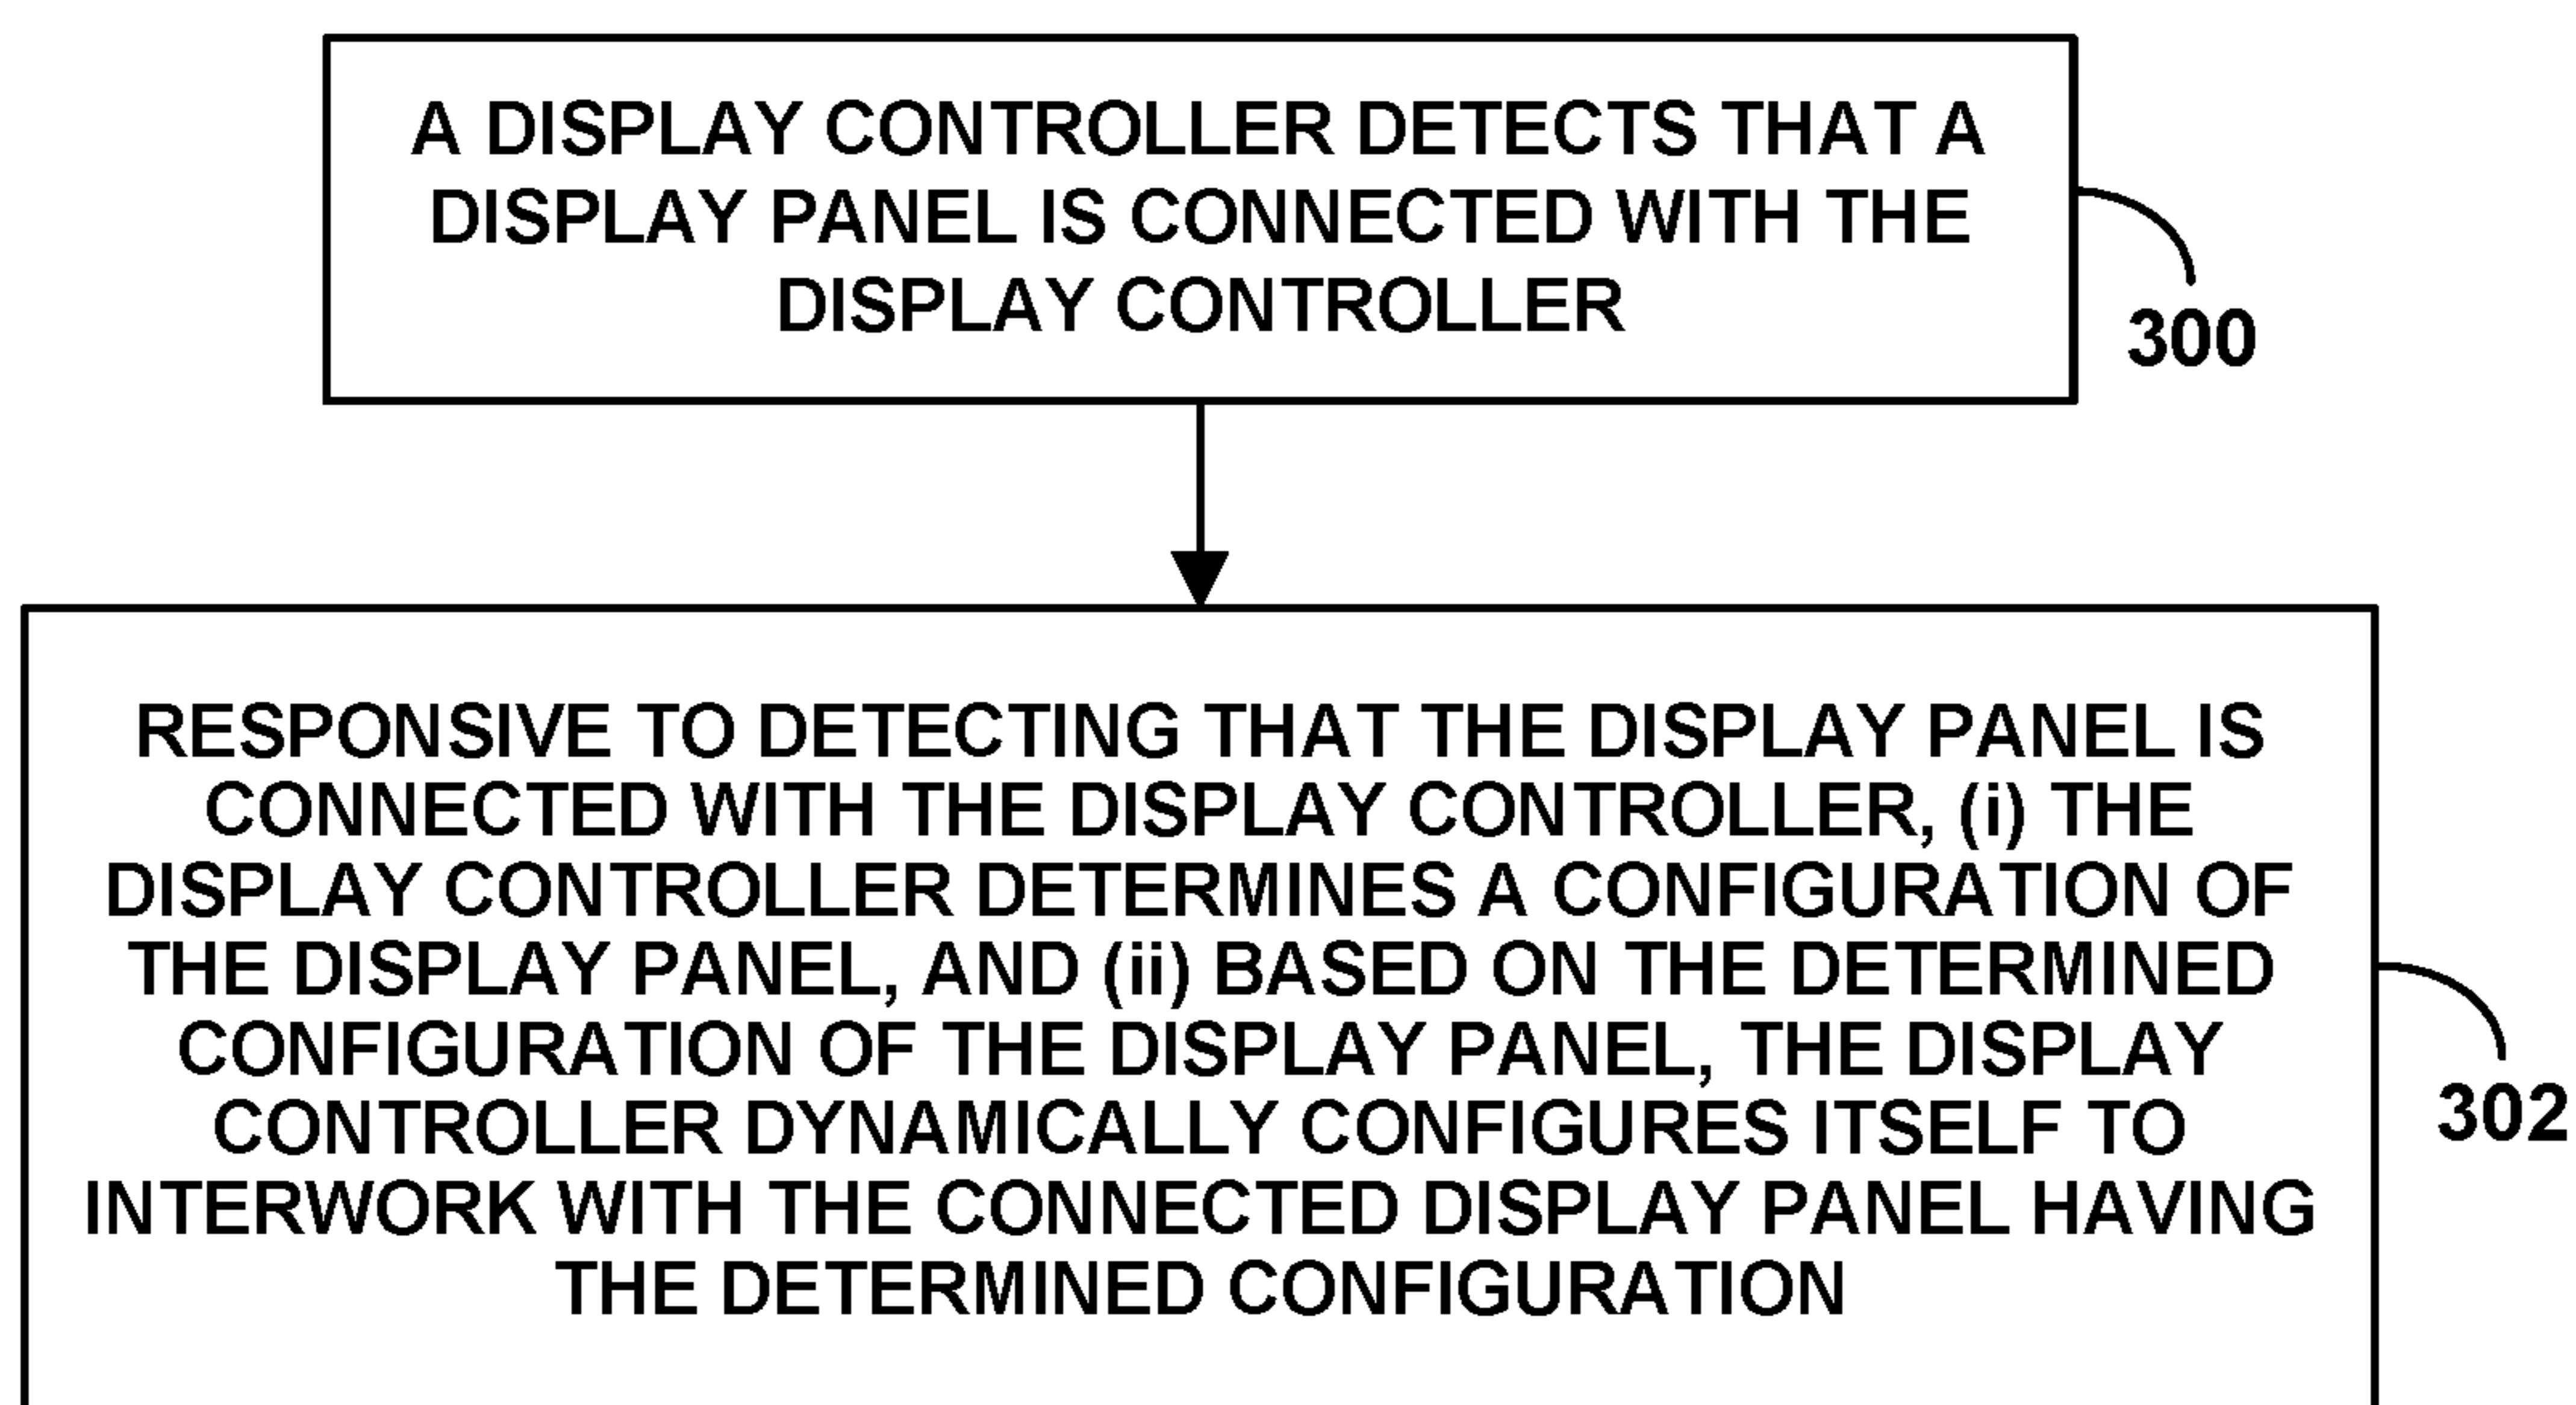 A DISPLAY CONTROLLER DETECTS THAT A
DISPLAY PANEL IS CONNECTED WITH THE
DISPLAY CONTROLLER
300
RESPONSIVE TO DETECTING THAT THE DISPLAY PANEL IS
CONNECTED WITH THE DISPLAY CONTROLLER, (i) THE
DISPLAY CONTROLLER DETERMINES A CONFIGURATION OF
THE DISPLAY PANEL, AND (ii) BASED ON THE DETERMINED
CONFIGURATION OF THE DISPLAY PANEL, THE DISPLAY
CONTROLLER DYNAMICALLY CONFIGURES ITSELF TO
INTERWORK WITH THE CONNECTED DISPLAY PANEL HAVING
THE DETERMINED CONFIGURATION
302